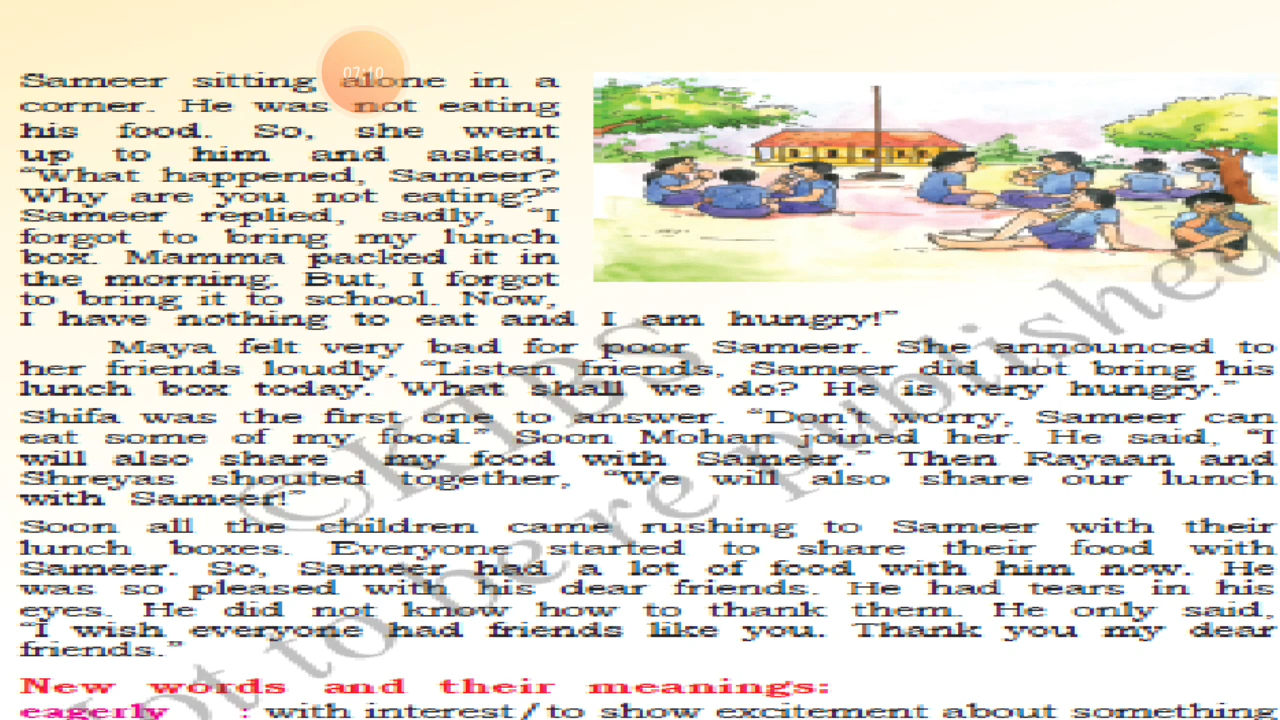 07:10
Sameer sitting alone in a
corner. He was not eating
his food. So, she went
up to him and asked,
"What happened, Sameer?
Why are you not eating?"
Sameer replied, sadly, "I
forgot to bring my lunch
box. Mamma packed it in
the morning. But, I forgot
to bring it to school. Now,
I have nothing to eat and I am hungry!"
Maya felt very bad for poor Sameer. She announced to
her friends loudly, "Listen friends, Sameer did not bring his
lunch box today. What shall we do? He is very hungry."
Shifa was the first one to answer. "Don't worry, Sameer can
eat some of my food." Soon Mohan joined her. He said, "I
will also share my food with Sameer." Then Rayaan and
Shreyas shouted together, "We will also share our lunch
with Sameer!"
Soon all the children came rushing to Sameer with their
lunch boxes. Everyone started to share their food with
Sameer. So, Sameer had a lot of food with him now. He
was so pleased with his dear friends. He had tears in his
eyes. He did not know how to thank them. He only said,
"I wish everyone had friends like you. Thank you my dear
friends."
New words and their meanings:
eagerly : with interest/to show excitement about something
©KTBS
not to be republished